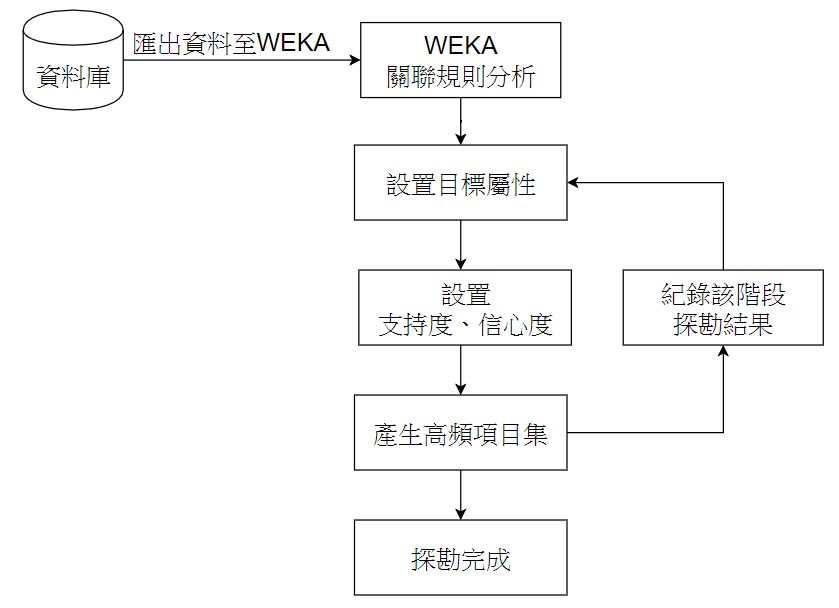 匯出資料至WEKA
資料庫
WEKA
關聯規則分析
設置目標屬性
設置
支持度、信心度
紀錄該階段
探勘結果
產生高頻項目集
探勘完成